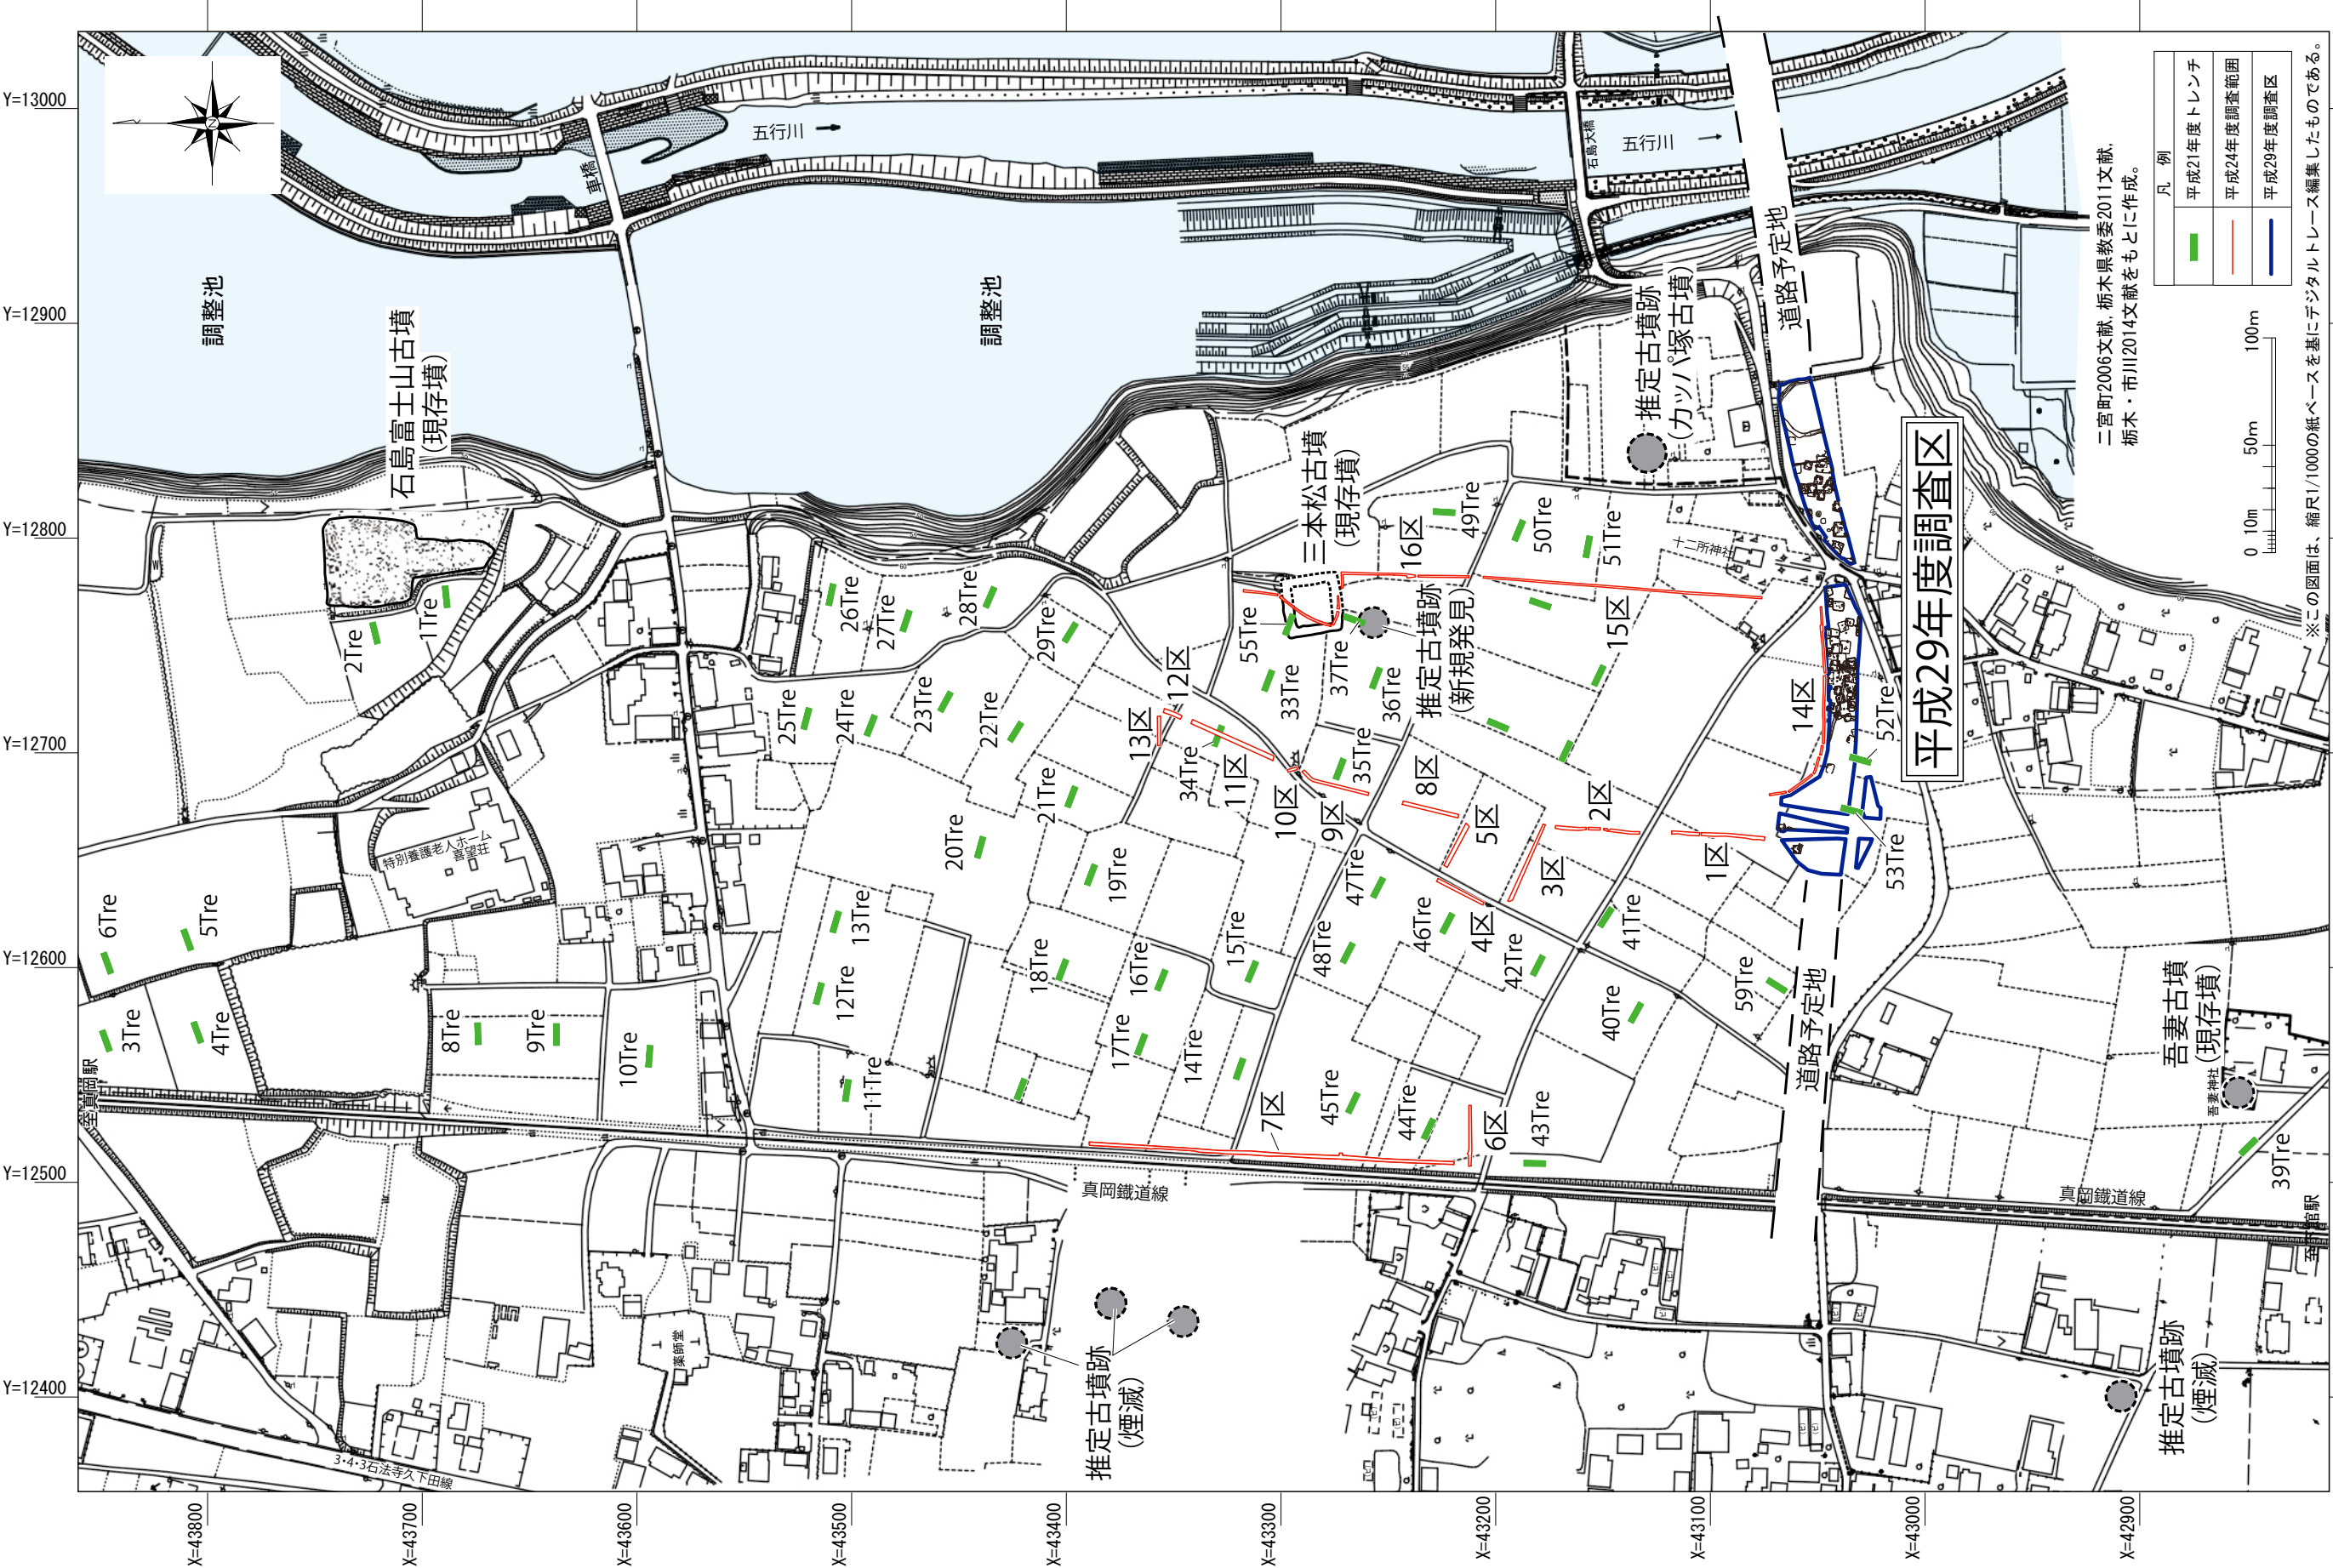 Y=13000
Y=12900
Y=12800
Y=12700
Y=12600
Y=12500
Y=12400
X=43800
X=43700
X=43600
X=43500
X=43400
X=43300
X=43200
X=43100
X=43000
X=42900
調整池
調整池
五行川
五行川
車橋
石島大橋
道路予定地
石島富士山古墳
(現存墳)
三本松古墳
(現存墳)
推定古墳跡
(カッパ塚古墳)
推定古墳跡
(新規発見)
十二所神社
特別養護老人ホーム
喜望荘
平成29年度調査区
道路予定地
吾妻古墳
(現存墳)
吾妻神社
推定古墳跡
(煙滅)
推定古墳跡
(煙滅)
薬師堂
真岡鐵道線
真岡鐵道線
至真岡駅
至下館駅
3・4・3石法寺久下田線
1Tre
2Tre
3Tre
4Tre
5Tre
6Tre
8Tre
9Tre
10Tre
11Tre
12Tre
13Tre
14Tre
15Tre
16Tre
17Tre
18Tre
19Tre
20Tre
21Tre
22Tre
23Tre
24Tre
25Tre
26Tre
27Tre
28Tre
29Tre
33Tre
34Tre
35Tre
36Tre
37Tre
39Tre
40Tre
41Tre
42Tre
43Tre
44Tre
45Tre
46Tre
47Tre
48Tre
49Tre
50Tre
51Tre
52Tre
53Tre
55Tre
59Tre
1区
2区
3区
4区
5区
6区
7区
8区
9区
10区
11区
12区
13区
14区
15区
16区
凡 例
平成21年度トレンチ
平成24年度調査範囲
平成29年度調査区
0 10m 50m 100m
二宮町2006文献, 栃木県教委2011文献,
栃木・市川2014文献をもとに作成。
※この図面は、縮尺1/1000の紙ベースを基にデジタルトレース編集したものである。